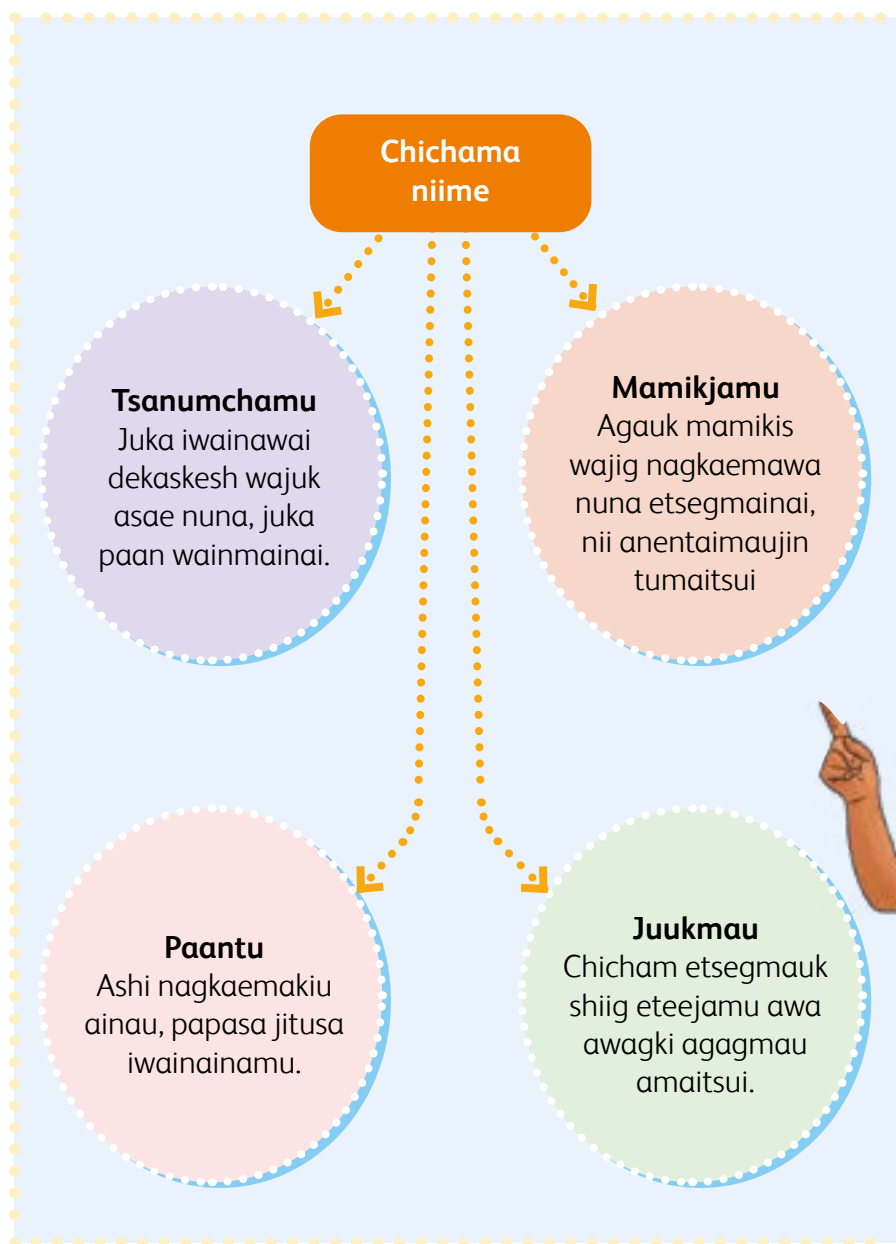 Chichama
niime
Tsanumchamu
Juka iwainawai
dekaskesh wajuk
asae nuna, juka
paan wainmainai.
Mamikjamu
Agauk mamikis
wajig nagkaemawa
nuna etsegmainai,
nii anentaimaujin
tumaitsui
Paantu
Ashi nagkaemakiu
ainau, papasa jitusa
iwainainamu.
Juukmau
Chicham etsegmauk
shiig eteejamu awa
awagki agagmau
amaitsui.